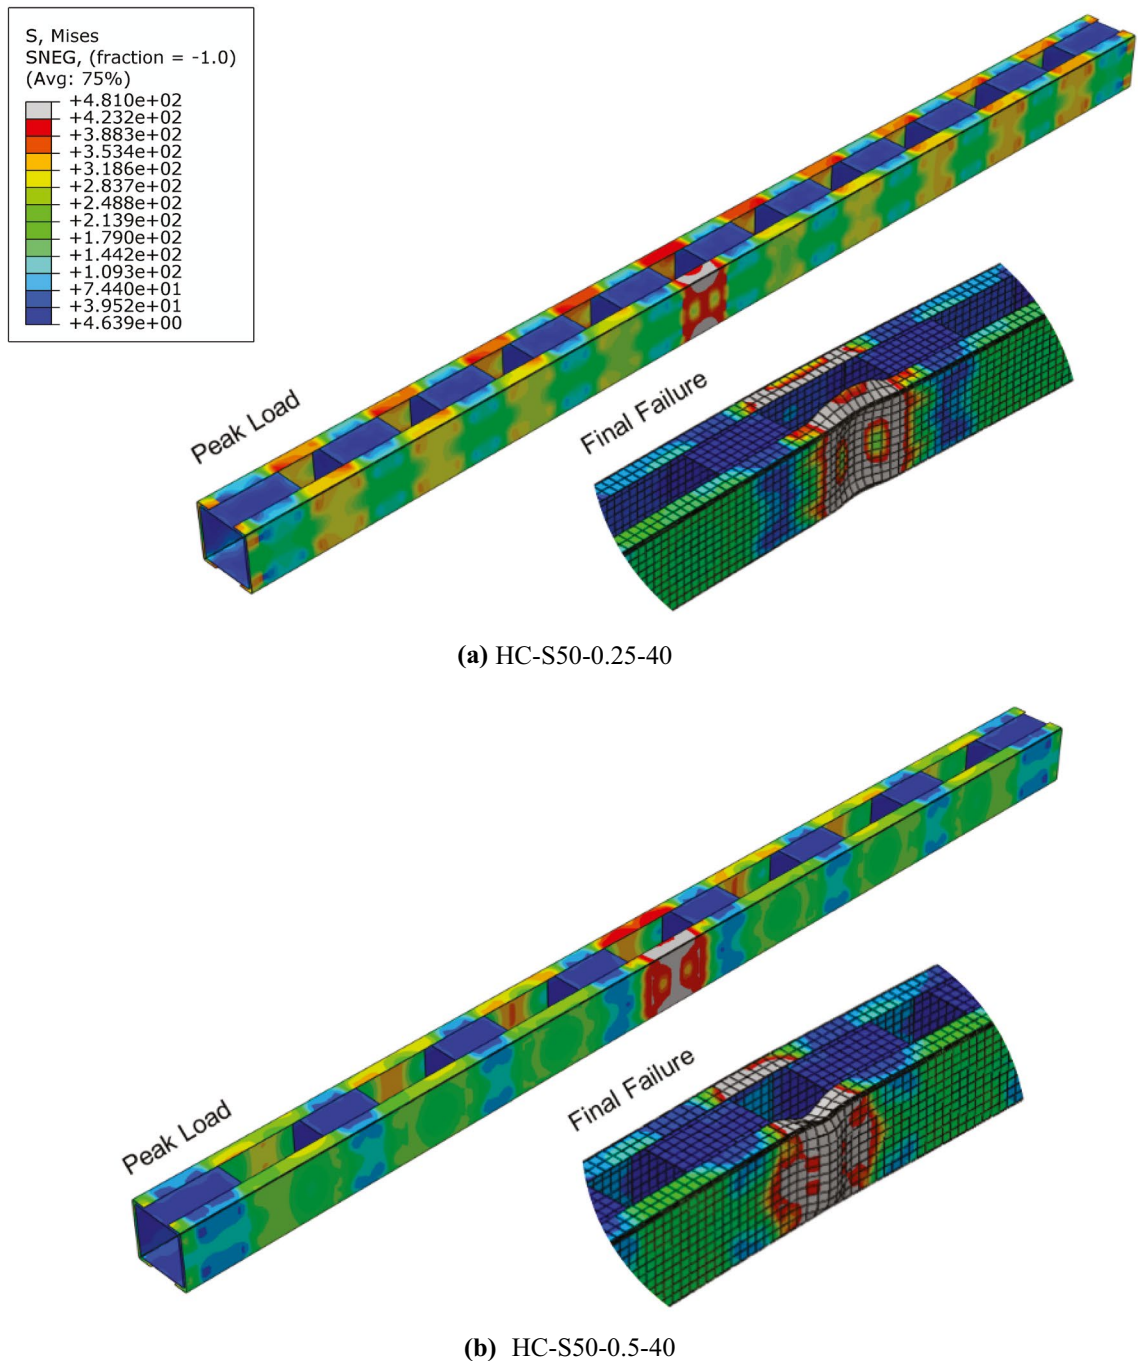 S, Mises
SNEG, (fraction = -1.0)
(Avg: 75%)
+4.810e+02
+4.232e+02
+3.883e+02
+3.534e+02
+3.186e+02
+2.837e+02
+2.488e+02
+2.139e+02
+1.790e+02
+1.442e+02
+1.093e+02
+7.440e+01
+3.952e+01
+4.639e+00
Peak Load
Final Failure
(a) HC-S50-0.25-40
Peak Load
Final Failure
(b) HC-S50-0.5-40